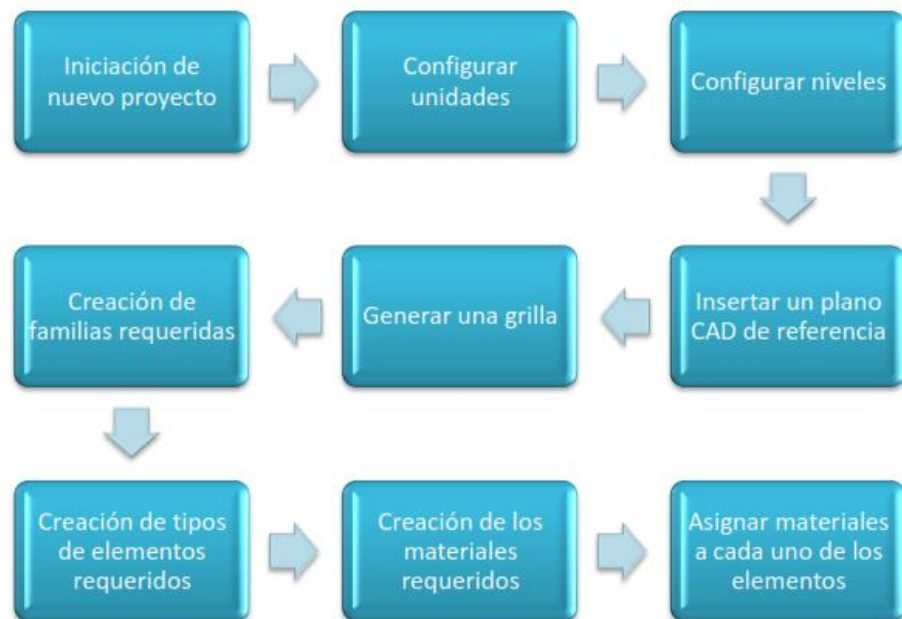 Iniciación de
nuevo proyecto
Configurar
unidades
Configurar niveles
Insertar un plano
CAD de referencia
Generar una grilla
Creación de
familias requeridas
Creación de tipos
de elementos
requeridos
Creación de los
materiales
requeridos
Asignar materiales
a cada uno de los
elementos